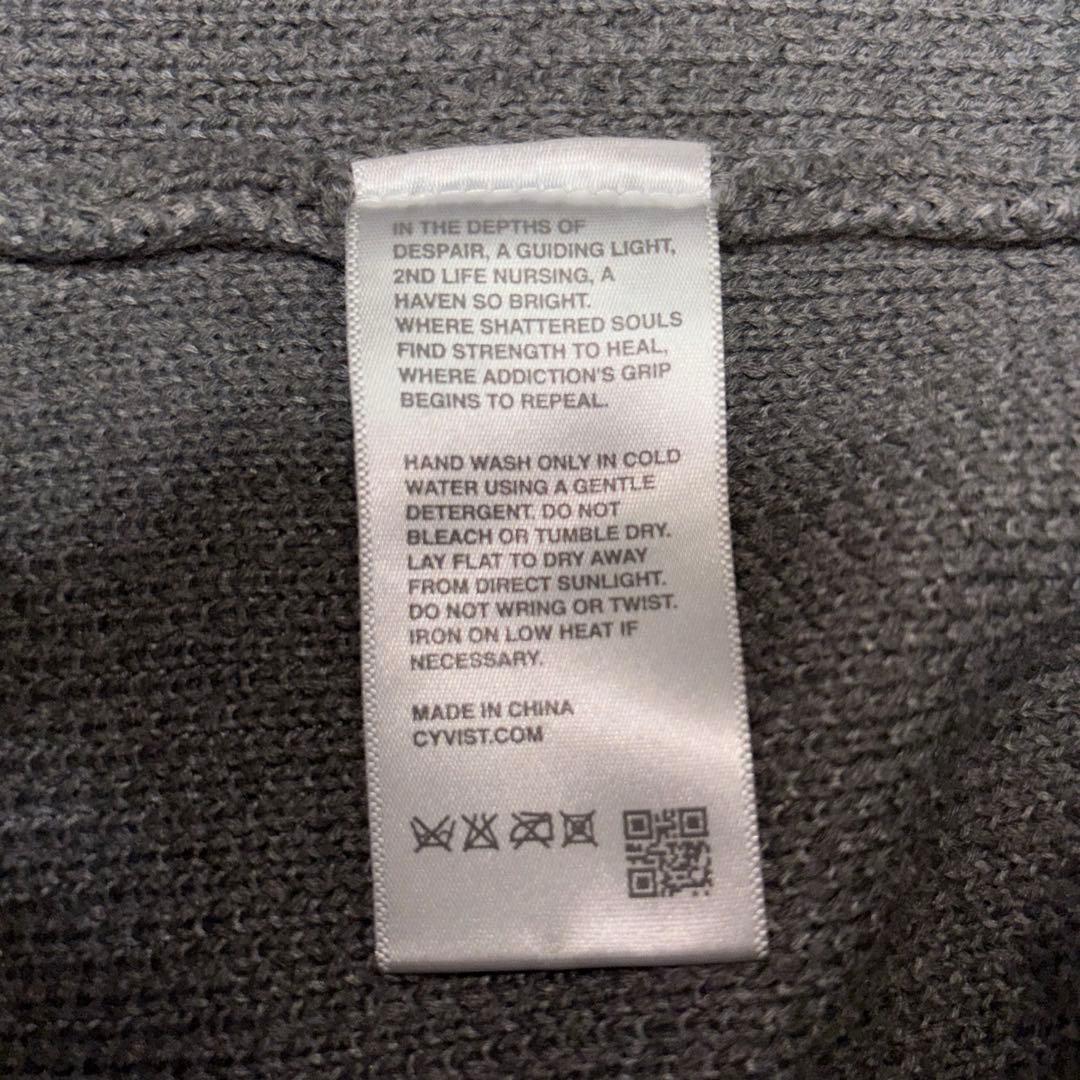 IN THE DEPTHS OF
DESPAIR, A GUIDING LIGHT,
2ND LIFE NURSING, A
HAVEN SO BRIGHT.
WHERE SHATTERED SOULS
FIND STRENGTH TO HEAL,
WHERE ADDICTION'S GRIP
BEGINS TO REPEAL.
HAND WASH ONLY IN COLD
WATER USING A GENTLE
DETERGENT. DO NOT
BLEACH OR TUMBLE DRY.
LAY FLAT TO DRY AWAY
FROM DIRECT SUNLIGHT.
DO NOT WRING OR TWIST.
IRON ON LOW HEAT IF
NECESSARY.
MADE IN CHINA
CYVIST.COM